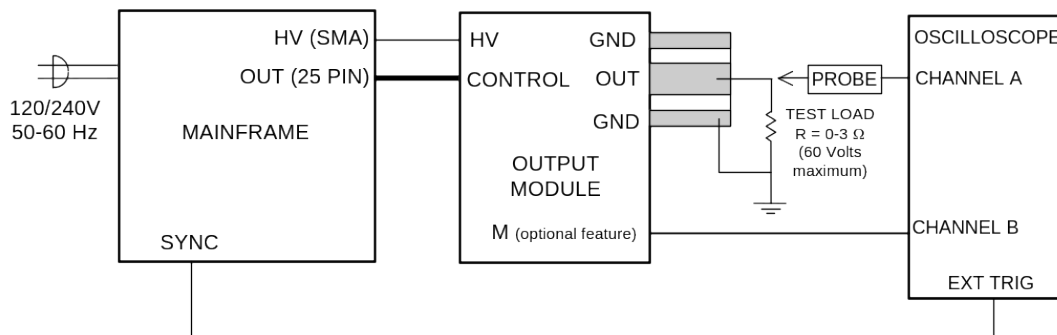 120/240V
50-60 Hz
HV (SMA)
OUT (25 PIN)
MAINFRAME
SYNC
HV
CONTROL
GND
OUT
GND
OUTPUT
MODULE
M (optional feature)
TEST LOAD
R = 0-3 Ω
(60 Volts
maximum)
PROBE
OSCILLOSCOPE
CHANNEL A
CHANNEL B
EXT TRIG